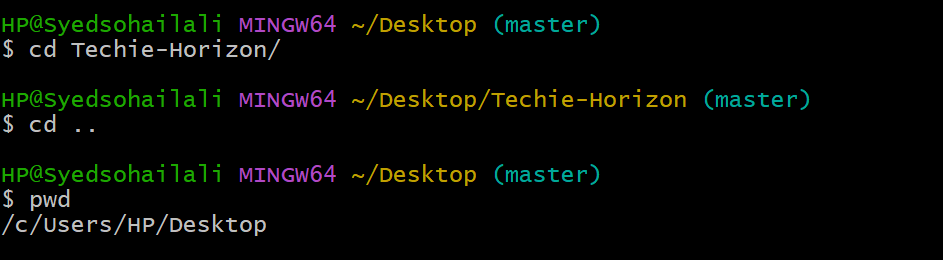 HP@Syedsohailali MINGW64 ~/Desktop (master)
$ cd Techie-Horizon/
HP@Syedsohailali MINGW64 ~/Desktop/Techie-Horizon (master)
$ cd ..
HP@Syedsohailali MINGW64 ~/Desktop (master)
$ pwd
/c/Users/HP/Desktop